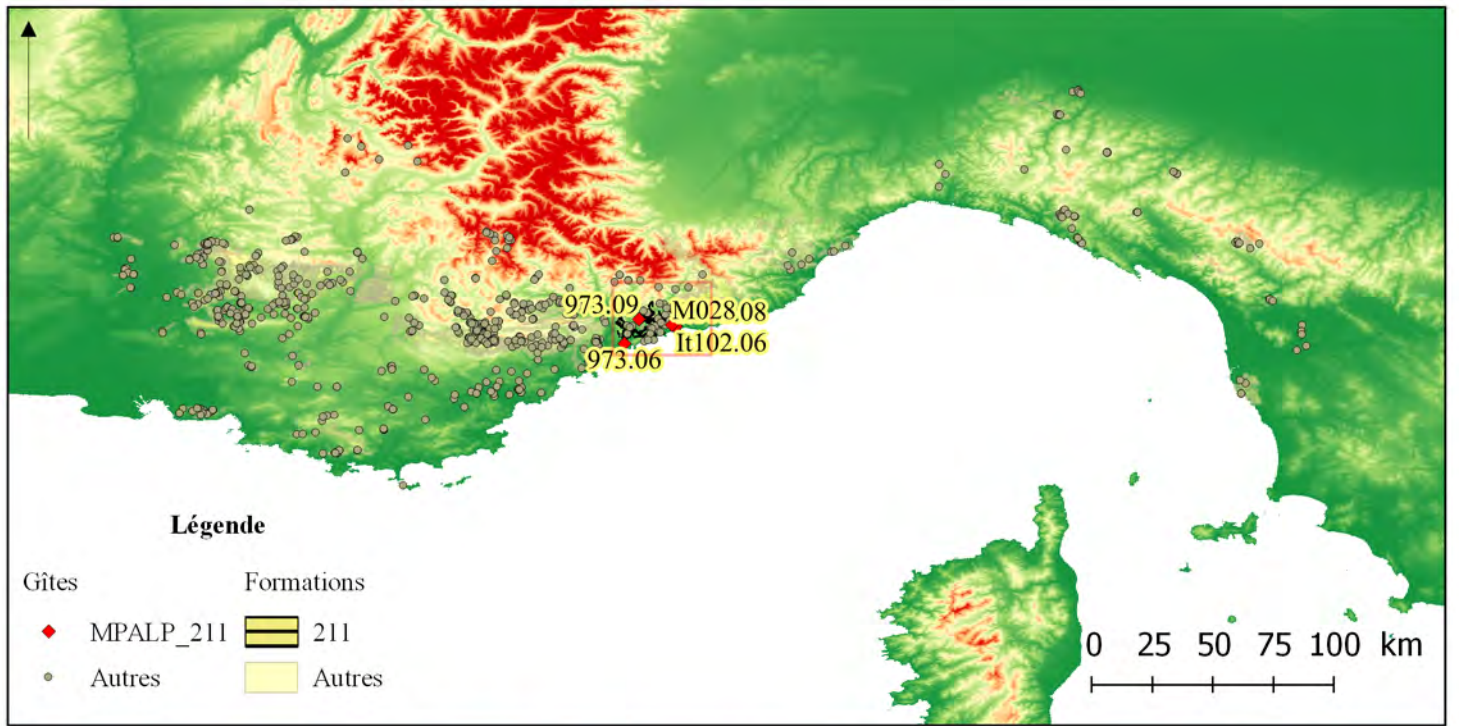 973.09
M028.08
It102.06
973.06
Légende
Gîtes
Formations
MPALP_211
211
Autres
Autres
0 25 50 75 100 km